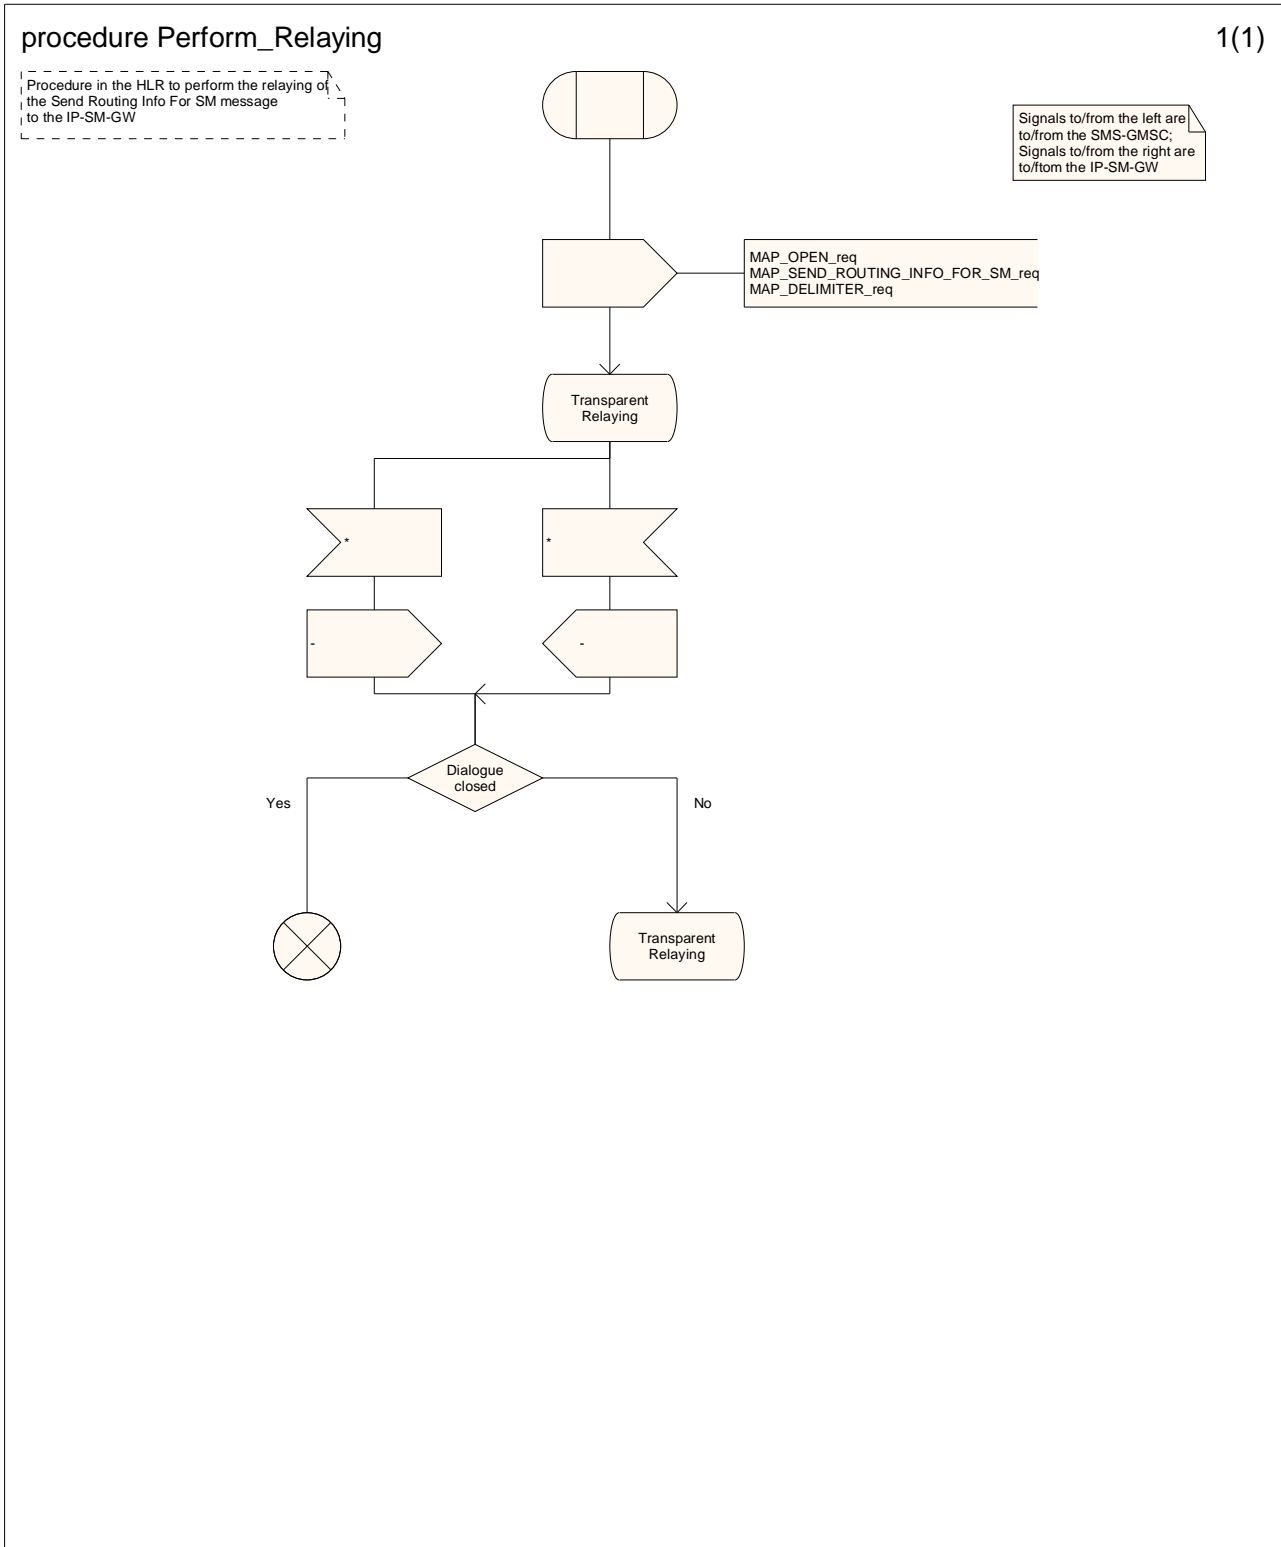 procedure Perform_Relaying
1(1)
Procedure in the HLR to perform the relaying of
the Send Routing Info For SM message
to the IP-SM-GW
Signals to/from the left are
to/from the SMS-GMSC;
Signals to/from the right are
to/ftom the IP-SM-GW
MAP_OPEN_req
MAP_SEND_ROUTING_INFO_FOR_SM_req
MAP_DELIMITER_req
Transparent
Relaying
*
*
-
-
Dialogue
closed
Yes
No
Transparent
Relaying